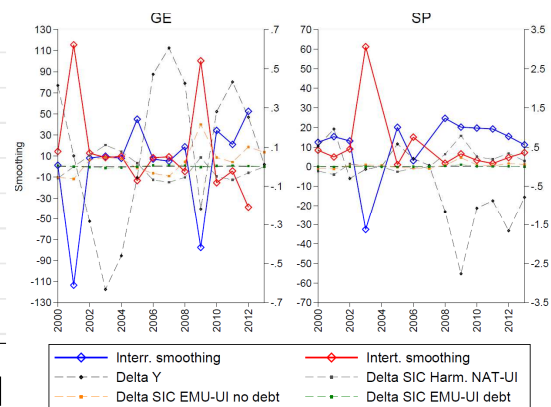 GE SP
130 .7 70 3.5
110 60
90 .5 50 2.5
70 40
50 .3 30 1.5
30 20
10 .1 10 .5
-10 -.1 0 -.5
-30 -10
-50 .3 -20 -1.5
-70 -30
-90 .5 -40 -2.5
-110 -50
-130 -.7 -60 -3.5
-70
Smoothing
2000 2002 2004 2006 2008 2010 2012 2000 2002 2004 2006 2008 2010 2012
Interr. smoothing Intert. smoothing
Delta Y Delta SIC Harm. NAT-UI
Delta SIC EMU-UI no debt Delta SIC EMU-UI debt